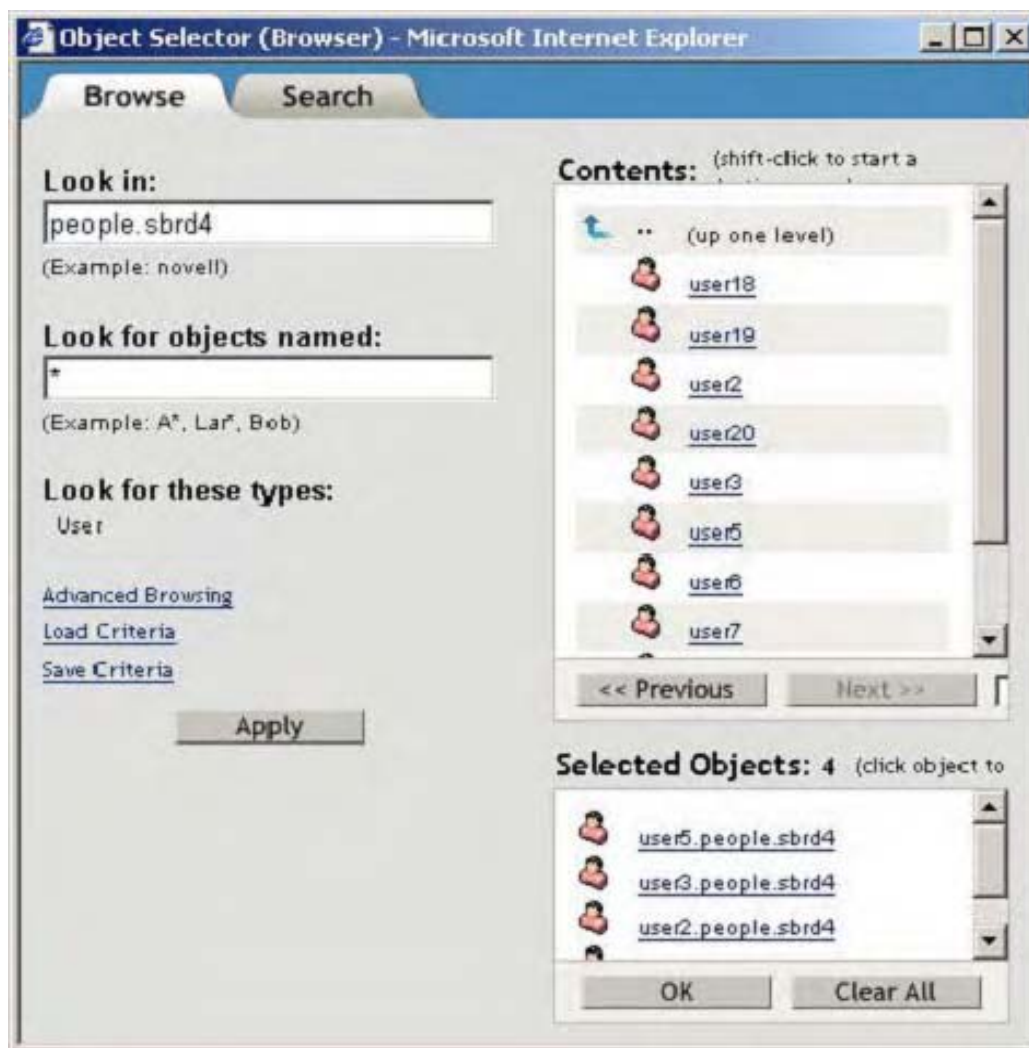 Object Selector (Browser) - Microsoft Internet Explorer
Browse
Search
Look in:
people.sbrd4
(Example: novell)
Look for objects named:
*
(Example: A*, Lar*, Bob)
Look for these types:
User
Advanced Browsing
Load Criteria
Save Criteria
Apply
Contents: (shift-click to start a
.. (up one level)
user18
user19
user2
user20
user3
user5
user6
user7
<< Previous
Next >>
Selected Objects: 4 (click object to
user5.people.sbrd4
user3.people.sbrd4
user2.people.sbrd4
OK
Clear All